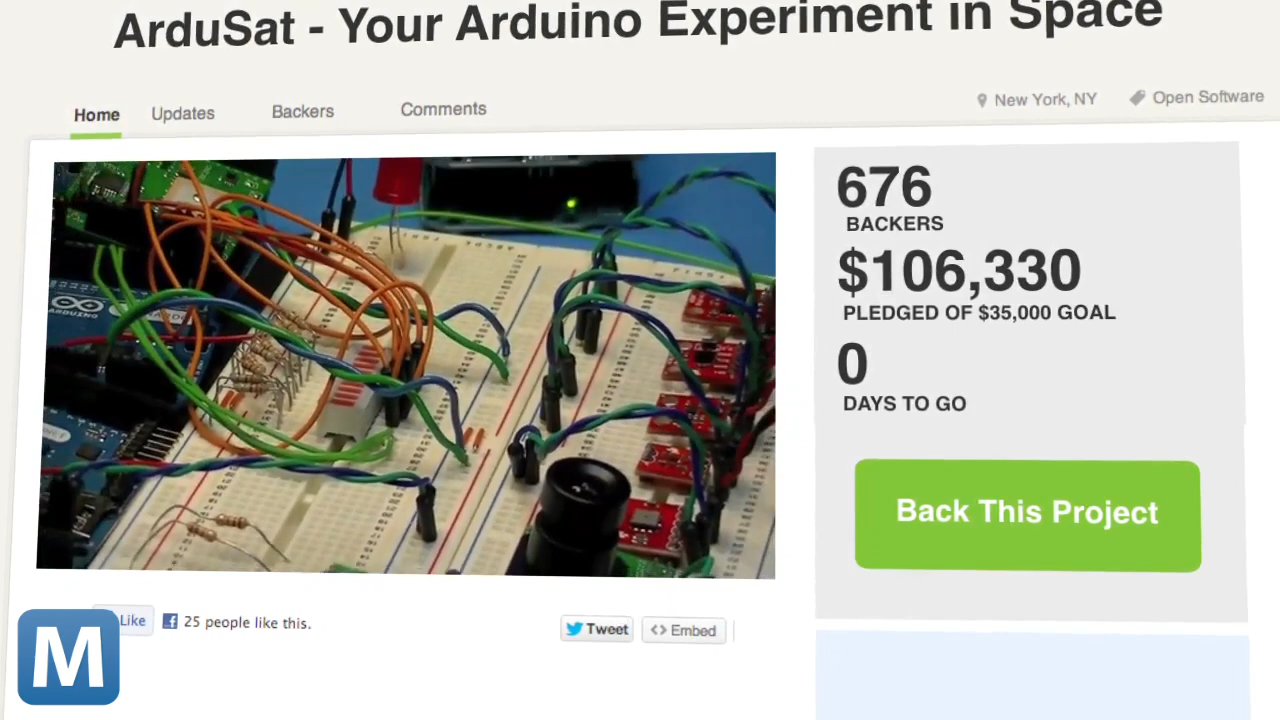 ArduSat - Your Arduino Experiment in Space
Home Updates Backers Comments
New York, NY Open Software
676
BACKERS
$106,330
PLEDGED OF $35,000 GOAL
0
DAYS TO GO
Back This Project
ARDUINO
Like
25 people like this.
Tweet
<> Embed
M